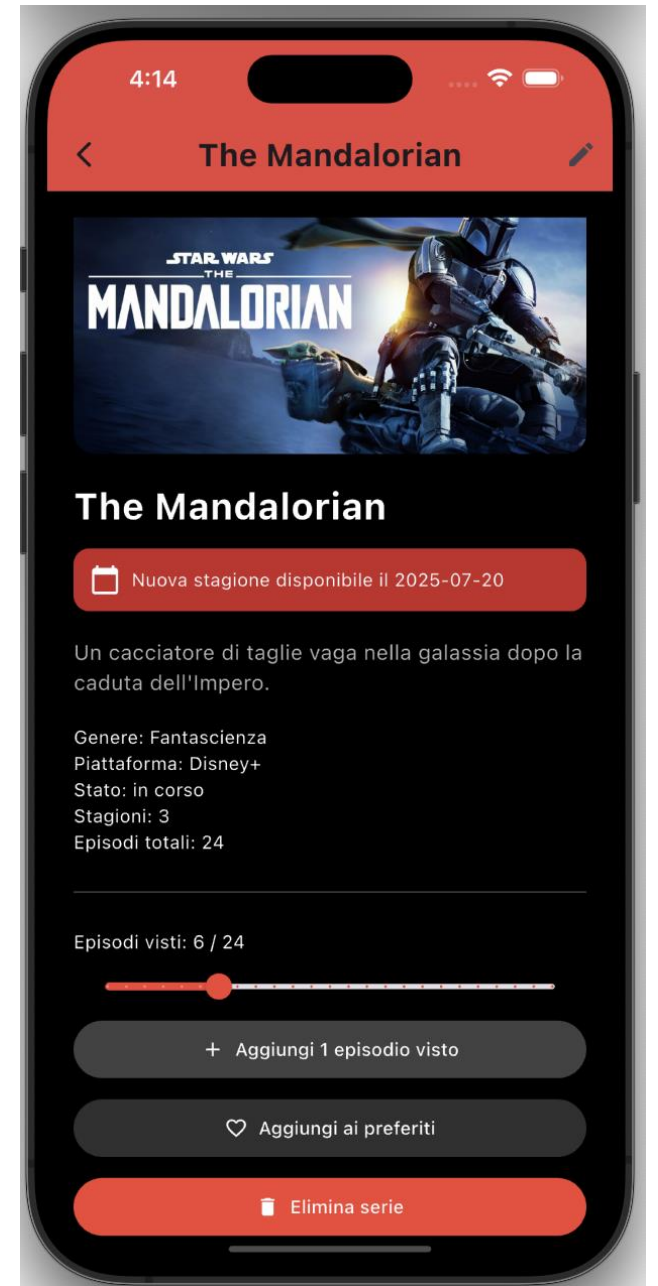 4:14
The Mandalorian
STAR WARS
THE
MANDALORIAN
The Mandalorian
Nuova stagione disponibile il 2025-07-20
Un cacciatore di taglie vaga nella galassia dopo la
caduta dell'Impero.
Genere: Fantascienza
Piattaforma: Disney+
Stato: in corso
Stagioni: 3
Episodi totali: 24
Episodi visti: 6 / 24
+ Aggiungi 1 episodio visto
Aggiungi ai preferiti
Elimina serie